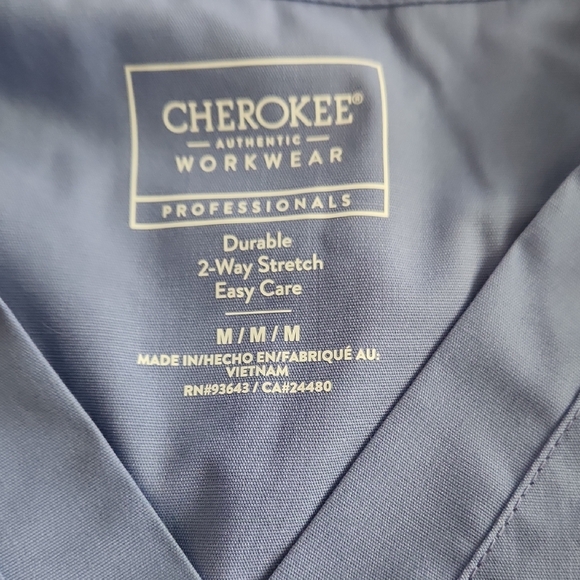 CHEROKEE®
AUTHENTIC
WORKWEAR
PROFESSIONALS
Durable
2-Way Stretch
Easy Care
M / M / M
MADE IN/HECHO EN/FABRIQUÉ AU:
VIETNAM
RN#93643 / CA#24480